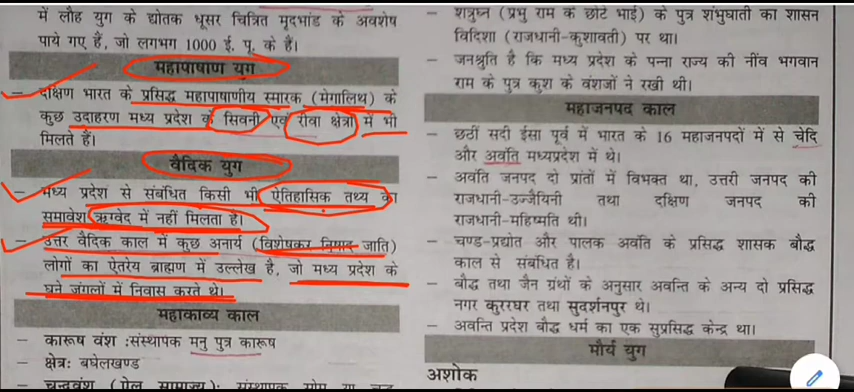 में लौह युग के द्योतक धूसर चित्रित मृदभांड के अवशेष
पाये गए हैं, जो लगभग 1000 ई. पू. के हैं।
महापाषाण युग
– दक्षिण भारत के प्रसिद्ध महापाषाणीय स्मारक (मेगालिथ) के
कुछ उदाहरण मध्य प्रदेश के सिवनी एवं रीवा क्षेत्रों में भी
मिलते हैं।
वैदिक युग
– मध्य प्रदेश से संबंधित किसी भी ऐतिहासिक तथ्य का
समावेश ऋग्वेद में नहीं मिलता है।
– उत्तर वैदिक काल में कुछ अनार्य (विशेषकर निषाद जाति)
लोगों का ऐतरेय ब्राह्मण में उल्लेख है, जो मध्य प्रदेश के
घने जंगलों में निवास करते थे।
महाकाव्य काल
– कारूष वंश :संस्थापक मनु पुत्र कारूष
– क्षेत्र: बघेलखण्ड
– चन्द्रवंश (ऐल साम्राज्य): संस्थापक सोम या चन्द्र
– शत्रुघ्न (प्रभु राम के छोटे भाई) के पुत्र शंभुघाती का शासन
विदिशा (राजधानी-कुशावती) पर था।
– जनश्रुति है कि मध्य प्रदेश के पन्ना राज्य की नींव भगवान
राम के पुत्र कुश के वंशजों ने रखी थी।
महाजनपद काल
– छठीं सदी ईसा पूर्व में भारत के 16 महाजनपदों में से चेदि
और अवंति मध्यप्रदेश में थे।
– अवंति जनपद दो प्रांतों में विभक्त था, उत्तरी जनपद की
राजधानी-उज्जैयिनी तथा दक्षिण जनपद की
राजधानी-महिष्मति थी।
– चण्ड-प्रद्योत और पालक अवंति के प्रसिद्ध शासक बौद्ध
काल से संबंधित है।
– बौद्ध तथा जैन ग्रंथों के अनुसार अवन्ति के अन्य दो प्रसिद्ध
नगर कुररघर तथा सुदर्शनपुर थे।
– अवन्ति प्रदेश बौद्ध धर्म का एक सुप्रसिद्ध केन्द्र था।
मौर्य युग
अशोक